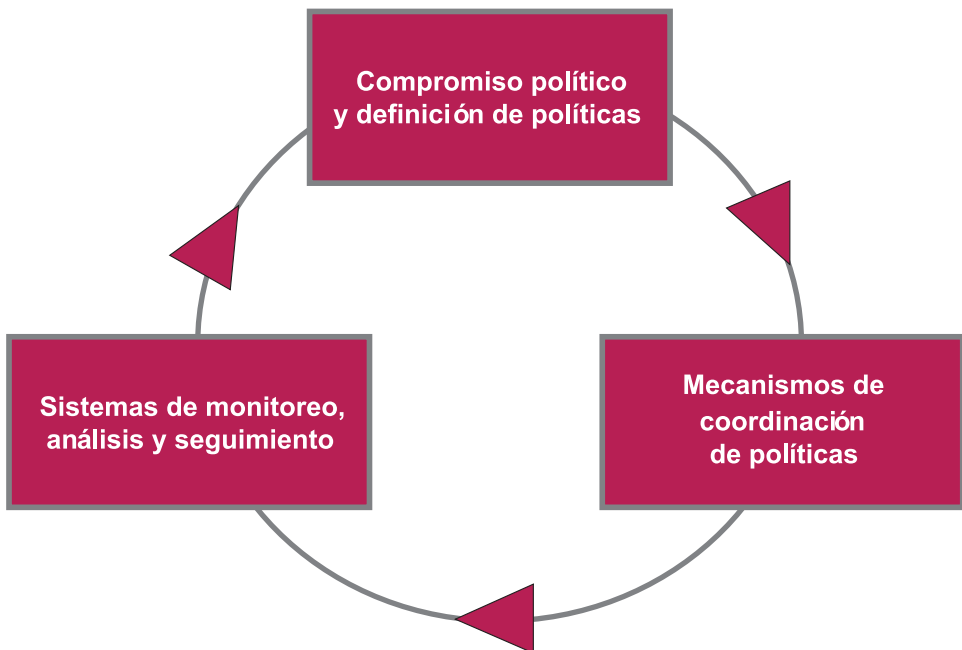 Compromiso político
y definición de políticas
Sistemas de monitoreo,
análisis y seguimiento
Mecanismos de
coordinación
de políticas